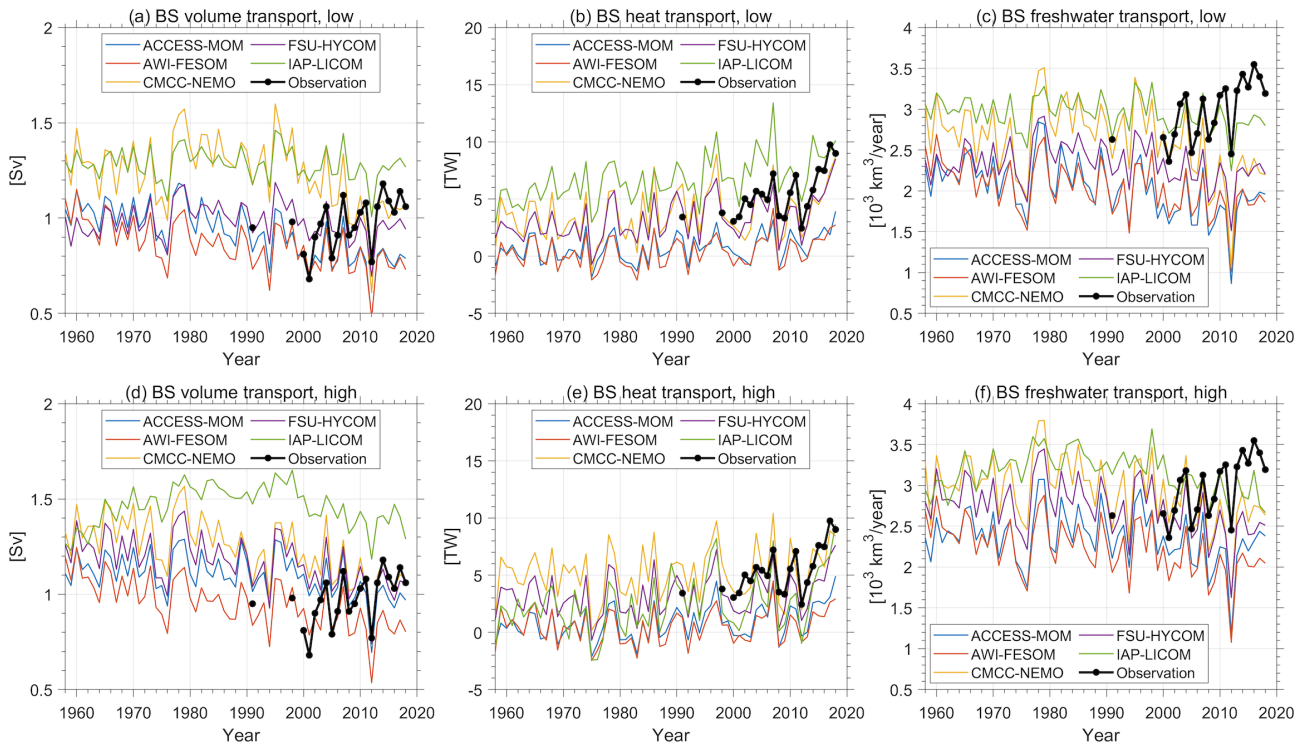 (a) BS volume transport, low
2
1.5
1
0.5
[Sv]
ACCESS-MOM
AWI-FESOM
CMCC-NEMO
FSU-HYCOM
IAP-LICOM
Observation
1960 1970 1980 1990 2000 2010 2020
Year
(b) BS heat transport, low
20
15
10
5
0
-5
[TW]
ACCESS-MOM
AWI-FESOM
CMCC-NEMO
FSU-HYCOM
IAP-LICOM
Observation
1960 1970 1980 1990 2000 2010 2020
Year
(c) BS freshwater transport, low
4
3.5
3
2.5
2
1.5
1
0.5
[10³ km³/year]
ACCESS-MOM
AWI-FESOM
CMCC-NEMO
FSU-HYCOM
IAP-LICOM
Observation
1960 1970 1980 1990 2000 2010 2020
Year
(d) BS volume transport, high
2
1.5
1
0.5
[Sv]
ACCESS-MOM
AWI-FESOM
CMCC-NEMO
FSU-HYCOM
IAP-LICOM
Observation
1960 1970 1980 1990 2000 2010 2020
Year
(e) BS heat transport, high
20
15
10
5
0
-5
[TW]
ACCESS-MOM
AWI-FESOM
CMCC-NEMO
FSU-HYCOM
IAP-LICOM
Observation
1960 1970 1980 1990 2000 2010 2020
Year
(f) BS freshwater transport, high
4
3.5
3
2.5
2
1.5
1
0.5
[10³ km³/year]
ACCESS-MOM
AWI-FESOM
CMCC-NEMO
FSU-HYCOM
IAP-LICOM
Observation
1960 1970 1980 1990 2000 2010 2020
Year